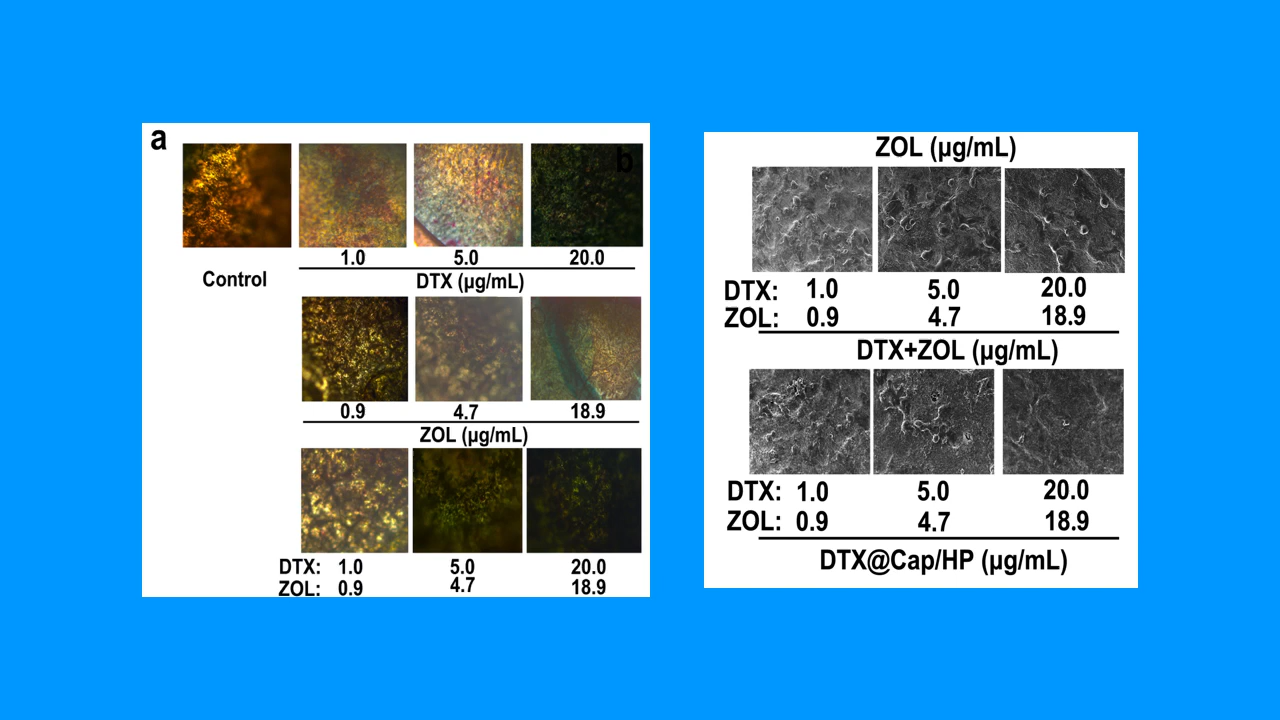 a
b
1.0 5.0 20.0
Control
DTX (µg/mL)
0.9 4.7 18.9
ZOL (µg/mL)
DTX: 1.0 5.0 20.0
ZOL: 0.9 4.7 18.9
ZOL (µg/mL)
DTX: 1.0 5.0 20.0
ZOL: 0.9 4.7 18.9
DTX+ZOL (µg/mL)
DTX: 1.0 5.0 20.0
ZOL: 0.9 4.7 18.9
DTX@Cap/HP (µg/mL)